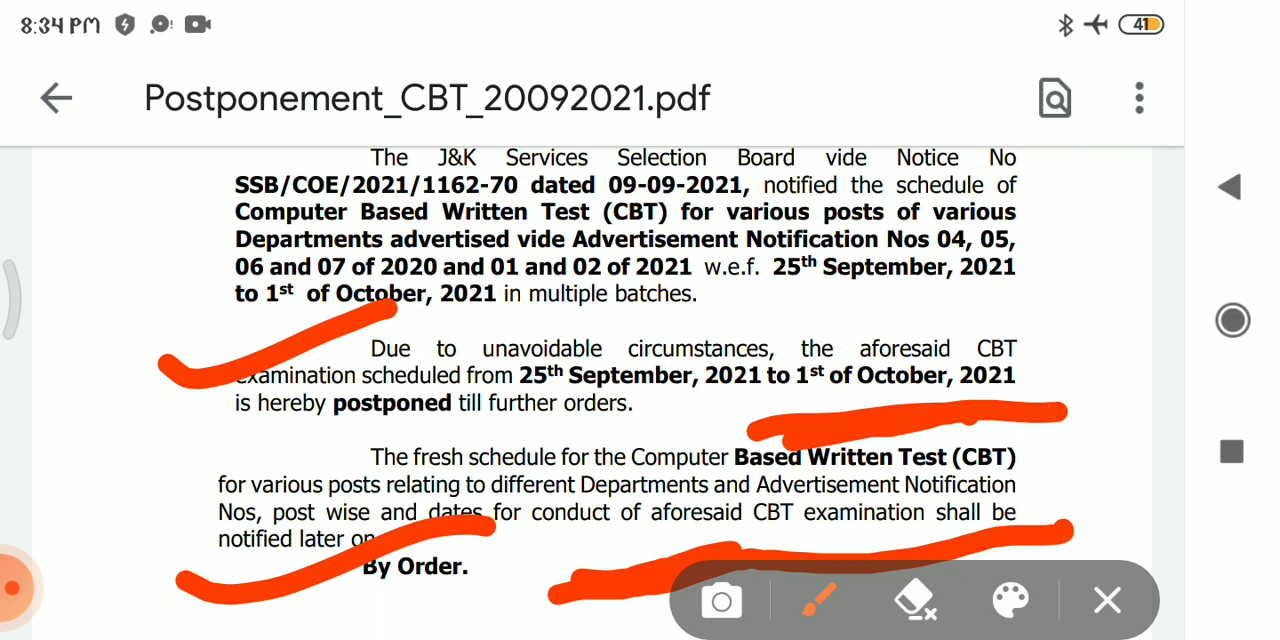 8:34 PM
41
Postponement_CBT_20092021.pdf
The J&K Services Selection Board vide Notice No
SSB/COE/2021/1162-70 dated 09-09-2021, notified the schedule of
Computer Based Written Test (CBT) for various posts of various
Departments advertised vide Advertisement Notification Nos 04, 05,
06 and 07 of 2020 and 01 and 02 of 2021 w.e.f. 25th September, 2021
to 1st of October, 2021 in multiple batches.
Due to unavoidable circumstances, the aforesaid CBT
examination scheduled from 25th September, 2021 to 1st of October, 2021
is hereby postponed till further orders.
The fresh schedule for the Computer Based Written Test (CBT)
for various posts relating to different Departments and Advertisement Notification
Nos, post wise and dates for conduct of aforesaid CBT examination shall be
notified later on
By Order.